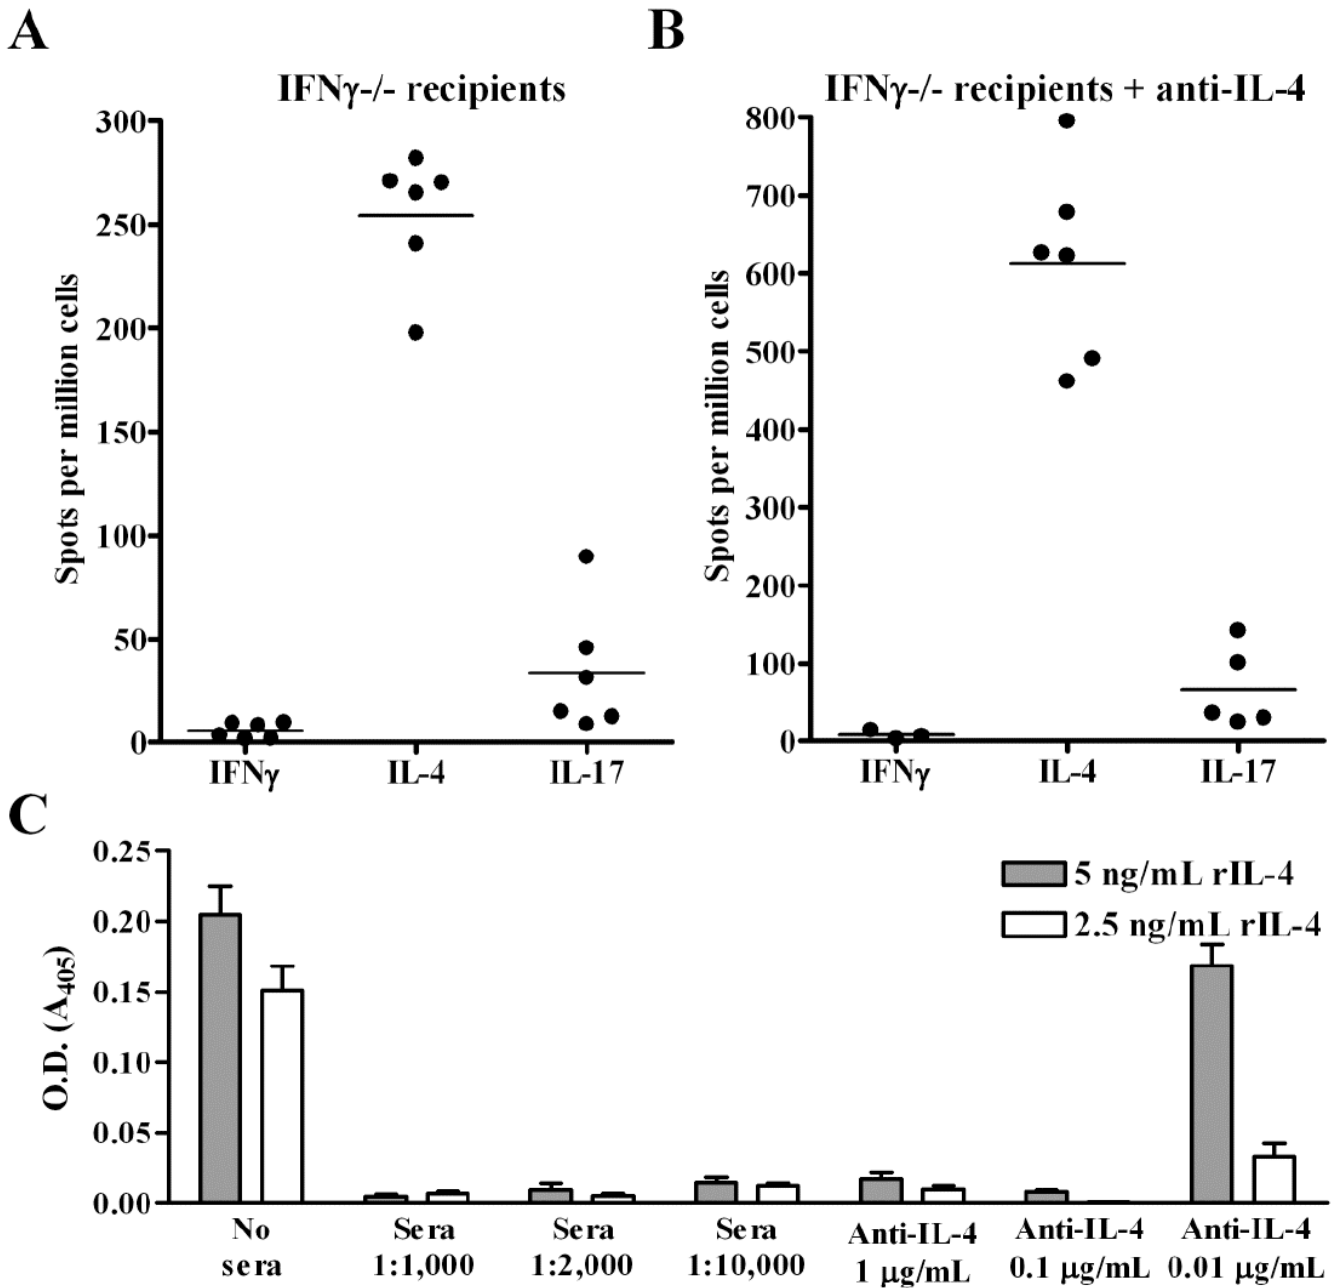 A
B
IFNγ-/- recipients
IFNγ-/- recipients + anti-IL-4
Spots per million cells
300
250
200
150
100
50
0
IFNγ
IL-4
IL-17
Spots per million cells
800
700
600
500
400
300
200
100
0
IFNγ
IL-4
IL-17
C
O.D. (A405)
0.25
0.20
0.15
0.10
0.05
0.00
5 ng/mL rIL-4
2.5 ng/mL rIL-4
No
sera
Sera
1:1,000
Sera
1:2,000
Sera
1:10,000
Anti-IL-4
1 μg/mL
Anti-IL-4
0.1 μg/mL
Anti-IL-4
0.01 μg/mL